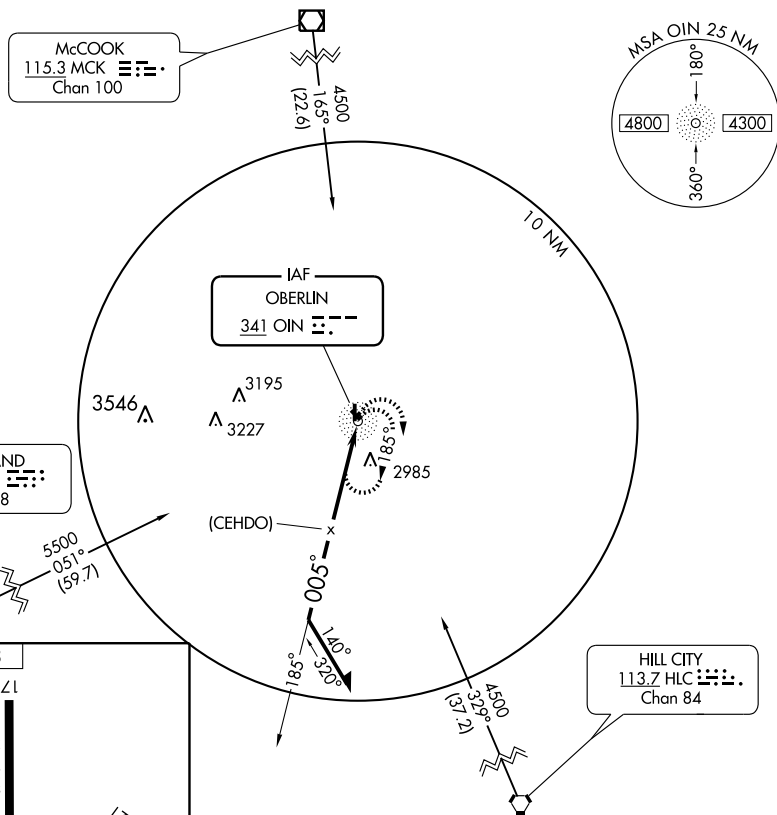 McCOOK
115.3 MCK
Chan 100
4500
165°
(22.6)
MSA OIN 25 NM
180°
4800
4300
360°
10 NM
IAF
OBERLIN
341 OIN
3546
3195
3227
185°
2985
ND
8
5500
051°
(59.7)
(CEHDO)
005°
140°
320°
185°
4500
329°
(37.2)
HILL CITY
113.7 HLC
Chan 84
17